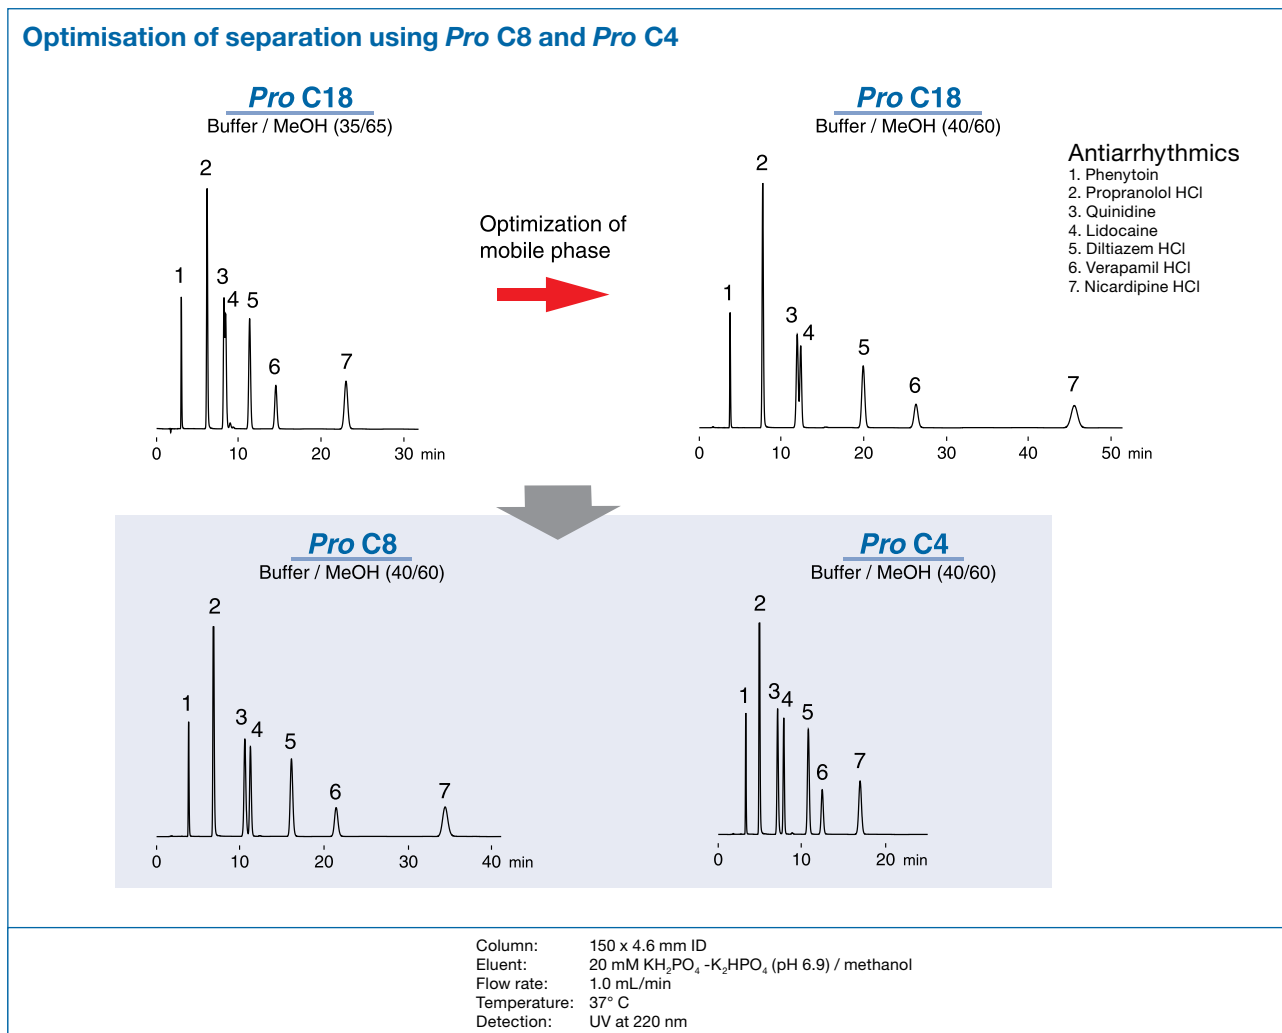 Optimisation of separation using Pro C8 and Pro C4
Pro C18
Buffer / MeOH (35/65)
1
2
3
4
5
6
7
0 10 20 30 min
Optimization of
mobile phase
Pro C18
Buffer / MeOH (40/60)
1
2
3
4
5
6
7
0 10 20 30 40 50 min
Antiarrhythmics
1. Phenytoin
2. Propranolol HCl
3. Quinidine
4. Lidocaine
5. Diltiazem HCl
6. Verapamil HCl
7. Nicardipine HCl
Pro C8
Buffer / MeOH (40/60)
1
2
3
4
5
6
7
0 10 20 30 40 min
Pro C4
Buffer / MeOH (40/60)
1
2
3
4
5
6
7
0 10 20 min
Column: 150 x 4.6 mm ID
Eluent: 20 mM KH₂PO₄ -K₂HPO₄ (pH 6.9) / methanol
Flow rate: 1.0 mL/min
Temperature: 37° C
Detection: UV at 220 nm